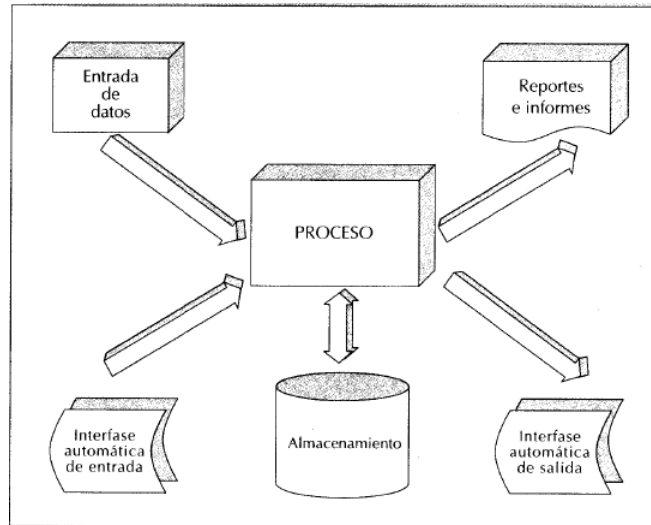 Entrada
de
datos
Reportes
e informes
PROCESO
Interfase
automática
de entrada
Almacenamiento
Interfase
automática
de salida